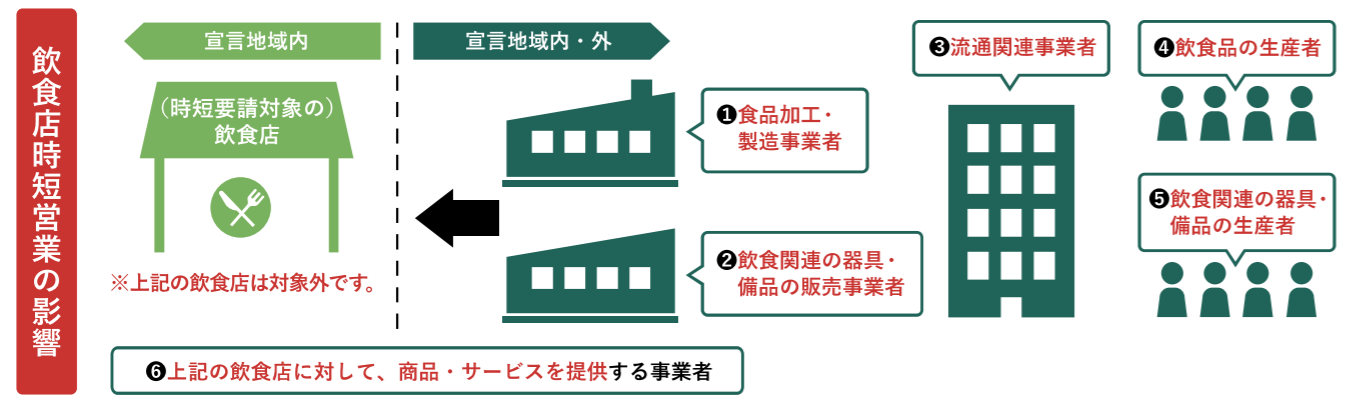 飲食店時短営業の影響
宣言地域内
宣言地域内・外
(時短要請対象の)
飲食店
※上記の飲食店は対象外です。
❶食品加工・
製造事業者
❷飲食関連の器具・
備品の販売事業者
❸流通関連事業者
❹飲食品の生産者
❺飲食関連の器具・
備品の生産者
❻上記の飲食店に対して、商品・サービスを提供する事業者